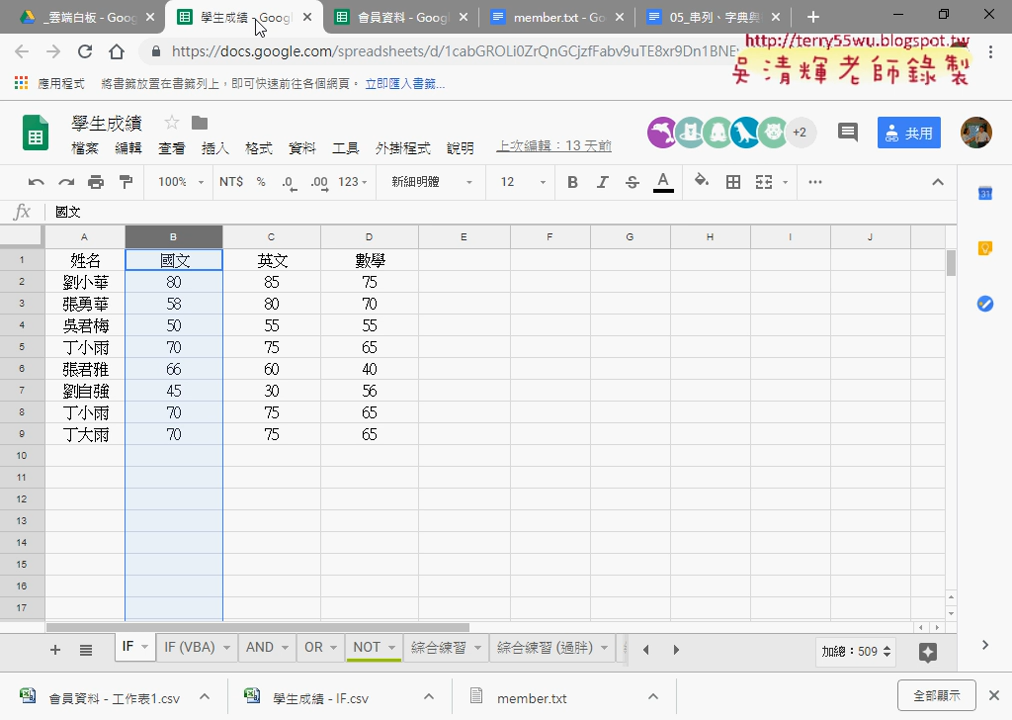 _雲端白板 - Goog
學生成績 - Googl
會員資料 - Googl
member.txt - Go
05_串列、字典與
https://docs.google.com/spreadsheets/d/1cabGROLi0ZrQnGCjzfFabv9uTE8xr9Dn1BNE
http://terry55wu.blogspot.tw
吳清輝老師錄製
應用程式 將書籤放置在書籤列上，即可快速前往各個網頁。 立即匯入書籤...
學生成績
檔案 編輯 查看 插入 格式 資料 工具 外掛程式 說明 上次編輯：13 天前
+2
共用
100% NT$ % .0 .00 123 新細明體 12 B I S A
31
fx 國文
A B C D E F G H I J
1 姓名 國文 英文 數學
2 劉小華 80 85 75
3 張勇華 58 80 70
4 吳君梅 50 55 55
5 丁小雨 70 75 65
6 張君雅 66 60 40
7 劉自強 45 30 56
8 丁小雨 70 75 65
9 丁大雨 70 75 65
10
11
12
13
14
15
16
17
IF IF (VBA) AND OR NOT 綜合練習 綜合練習 (過胖) 加總：509
會員資料 - 工作表1.csv 學生成績 - IF.csv member.txt 全部顯示